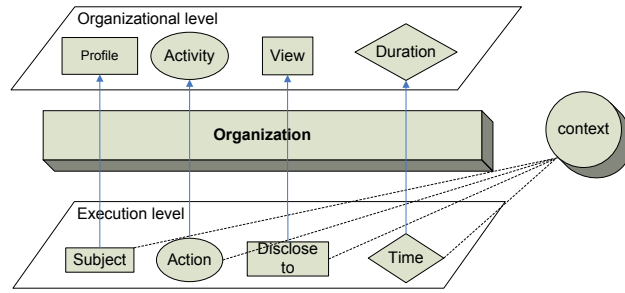 Organizational level
Profile
Activity
View
Duration
Organization
context
Execution level
Subject
Action
Disclose
to
Time